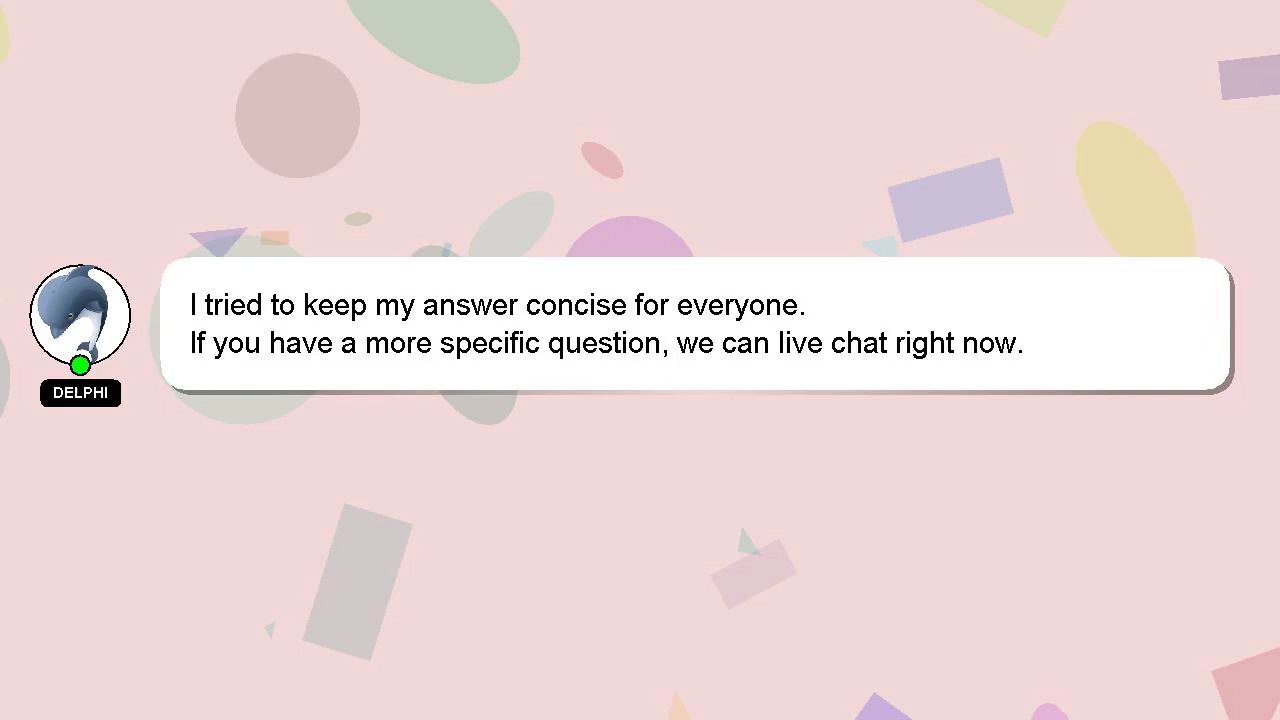 I tried to keep my answer concise for everyone.
If you have a more specific question, we can live chat right now.
DELPHI